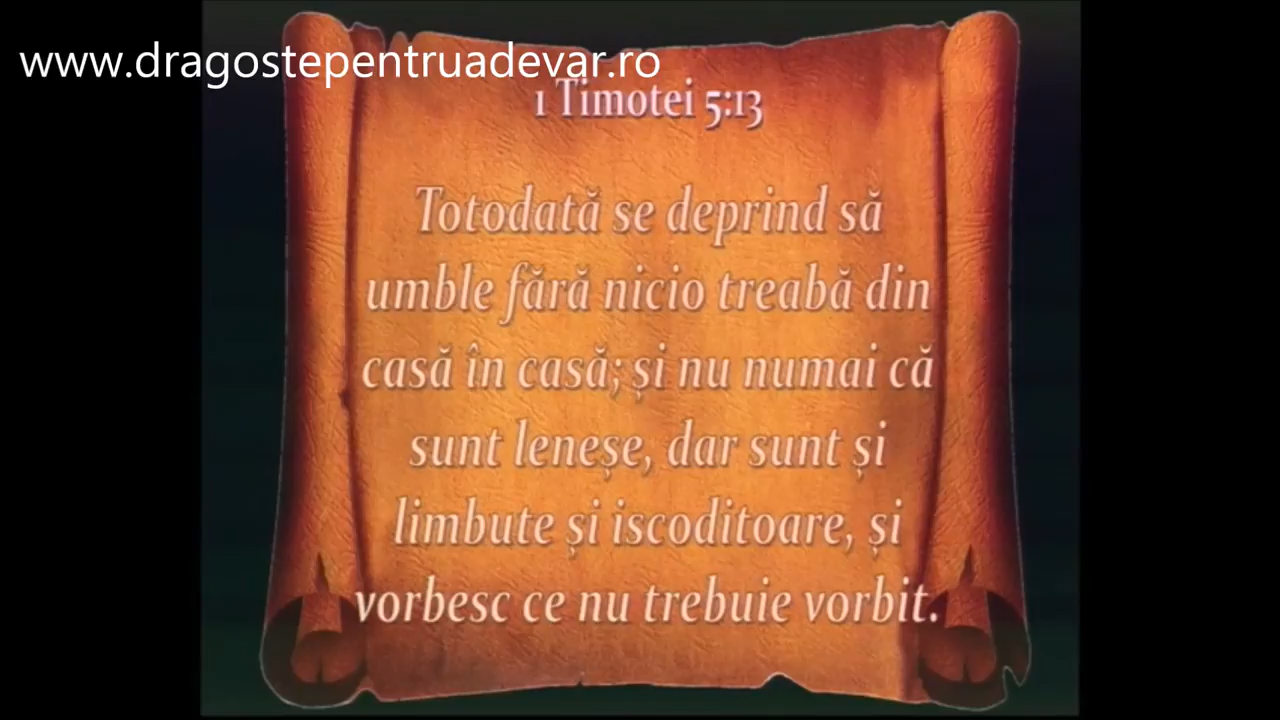 www.dragostepentruadevar.ro
1 Timotei 5:13
Totodată se deprind să
umble fără nicio treabă din
casă în casă; și nu numai că
sunt leneșe, dar sunt și
limbute și iscoditoare, și
vorbesc ce nu trebuie vorbit.